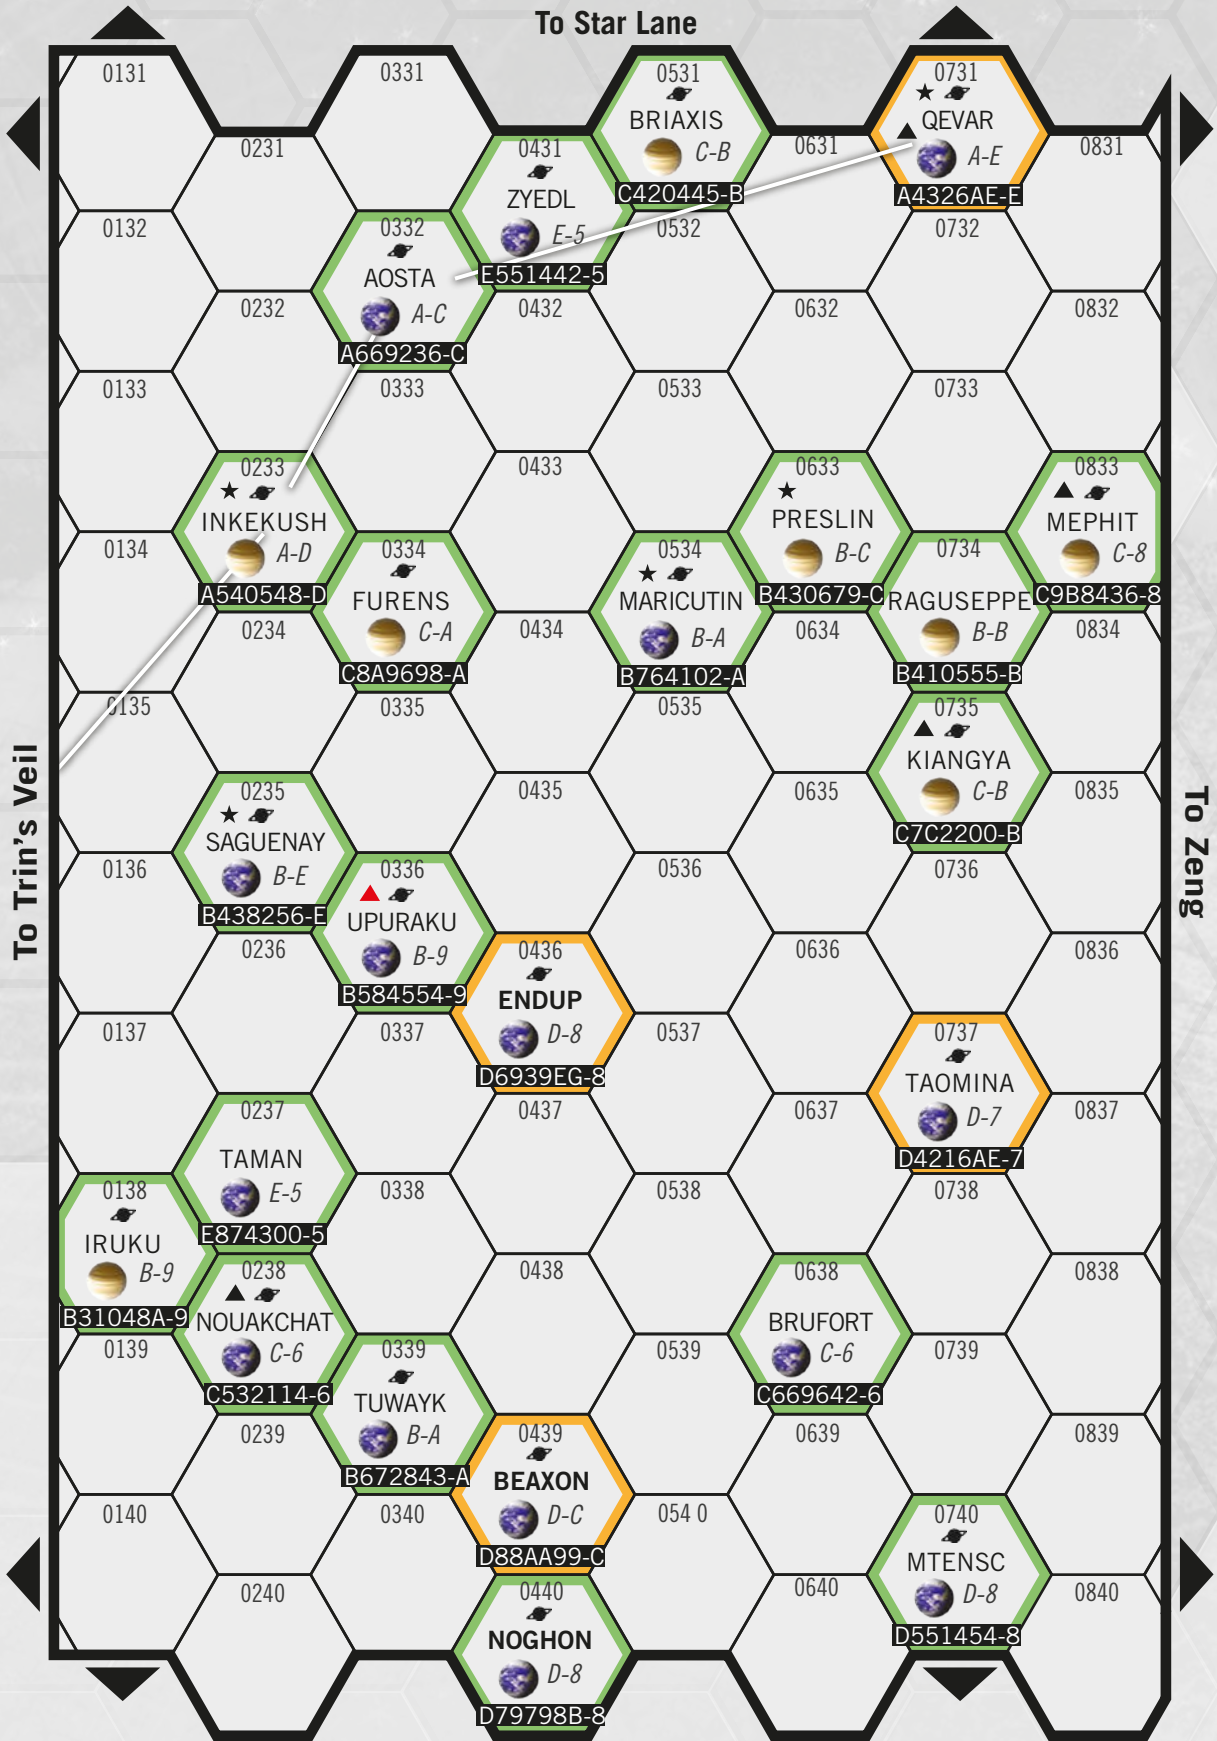 To Star Lane
0131
0331
0531
BRIAXIS
C-B
C420445-B
0731
QEVAR
A-E
A4326AE-E
0231
0431
ZYEDL
E-5
E551442-5
0631
0831
0132
0332
AOSTA
A-C
A669236-C
0532
0732
0232
0432
0632
0832
0133
0333
0533
0733
0233
INKEKUSH
A-D
A540548-D
0433
0633
PRESLIN
B-C
B430679-C
0833
MEPHIT
C-8
C9B8436-8
0134
0334
FURENS
C-A
C8A9698-A
0534
MARICUTIN
B-A
B764102-A
0734
RAGUSEPPE
B-B
B410555-B
0234
0434
0634
0834
0135
0335
0535
0735
KIANGYA
C-B
C7C2200-B
To Trin's Veil
To Zeng
0235
SAGUENAY
B-E
B438256-E
0435
0635
0835
0136
0336
UPURAKU
B-9
B584554-9
0536
0736
0236
0436
ENDUP
D-8
D6939EG-8
0636
0836
0137
0337
0537
0737
TAOMINA
D-7
D4216AE-7
0237
TAMAN
E-5
E874300-5
0437
0637
0837
0138
IRUKU
B-9
B31048A-9
0338
0538
0738
0238
NOUAKCHAT
C-6
C532114-6
0438
0638
BRUFORT
C-6
C669642-6
0838
0139
0339
TUWAYK
B-A
B672843-A
0539
0739
0239
0439
BEAXON
D-C
D88AA99-C
0639
0839
0140
0340
054 0
0740
MTENSC
D-8
D551454-8
0240
0440
NOGHON
D-8
D79798B-8
0640
0840